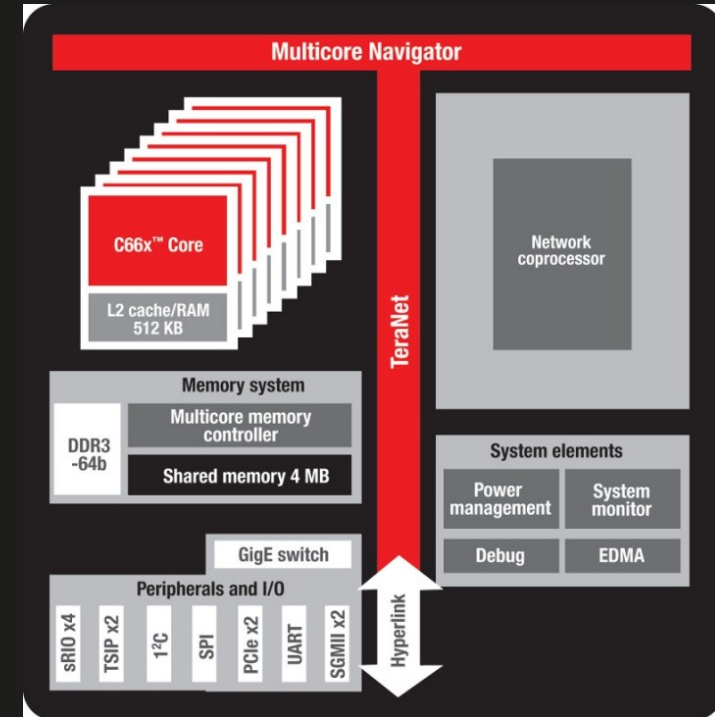 Multicore Navigator
C66x™ Core
L2 cache/RAM
512 KB
TeraNet
Network
coprocessor
Memory system
DDR3
-64b
Multicore memory
controller
Shared memory 4 MB
System elements
Power
management
System
monitor
Debug
EDMA
GigE switch
Peripherals and I/O
sRIO x4
TSIP x2
1²C
SPI
PCIe x2
UART
SGMII x2
Hyperlink